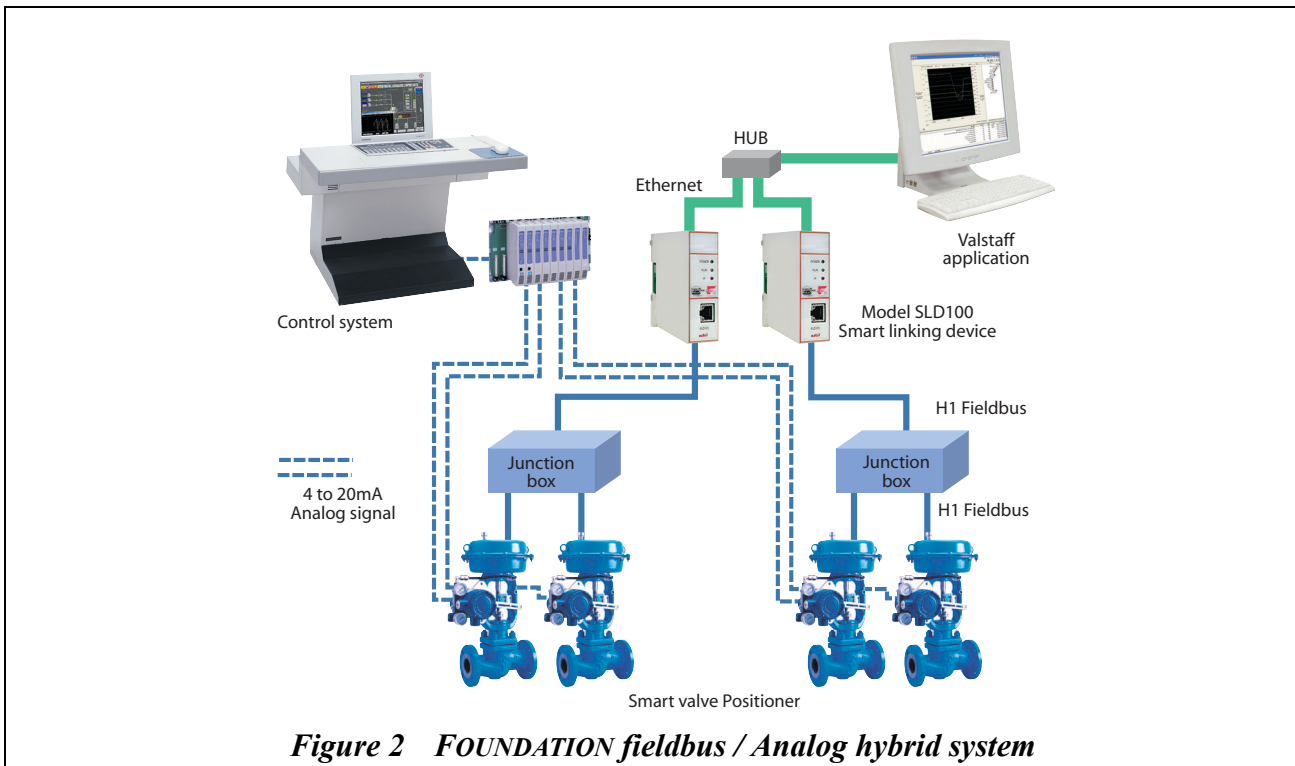 HUB
Ethernet
Valstaff
application
Control system
Model SLD100
Smart linking device
H1 Fieldbus
Junction
box
Junction
box
4 to 20mA
Analog signal
H1 Fieldbus
Smart valve Positioner
Figure 2 FOUNDATION fieldbus / Analog hybrid system